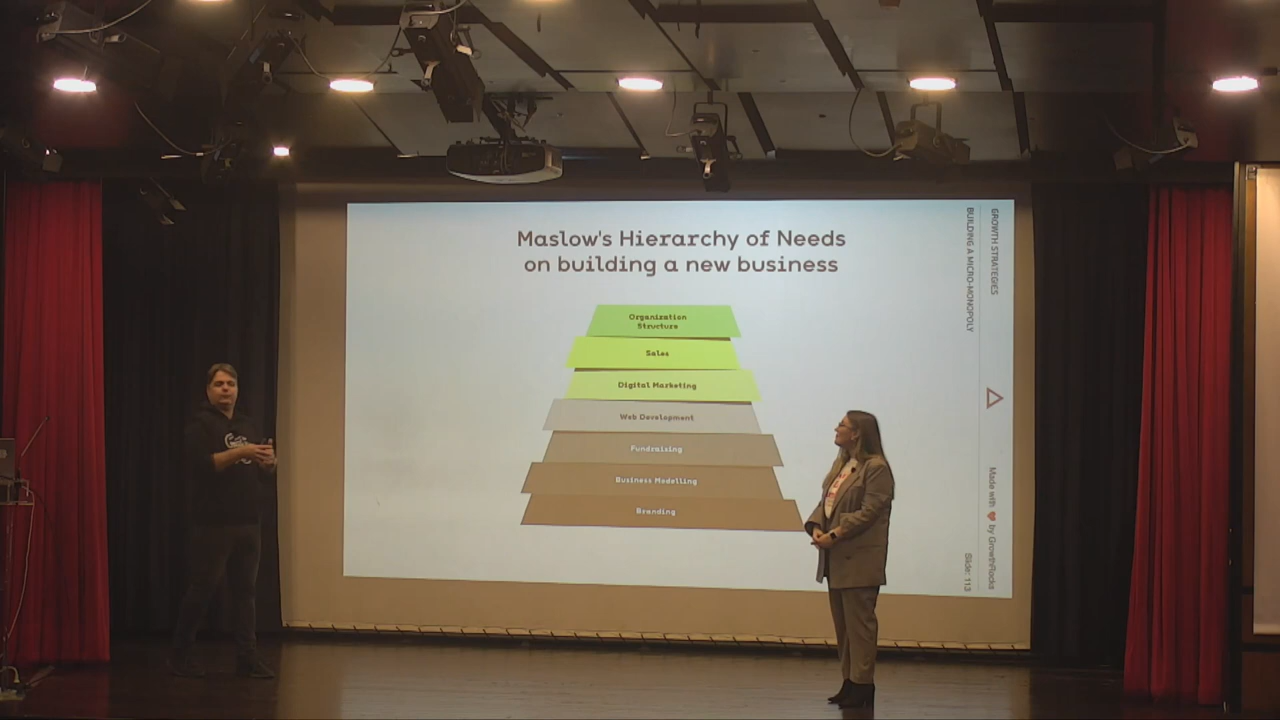 Maslow's Hierarchy of Needs
on building a new business
Organization
Structure
Sales
Digital Marketing
Web Development
Fundraising
Business Modelling
Branding
GROWTH STRATEGIES
BUILDING A MICRO-MONOPOLY
Made with ❤ by GrowthRocks
Slide: 113